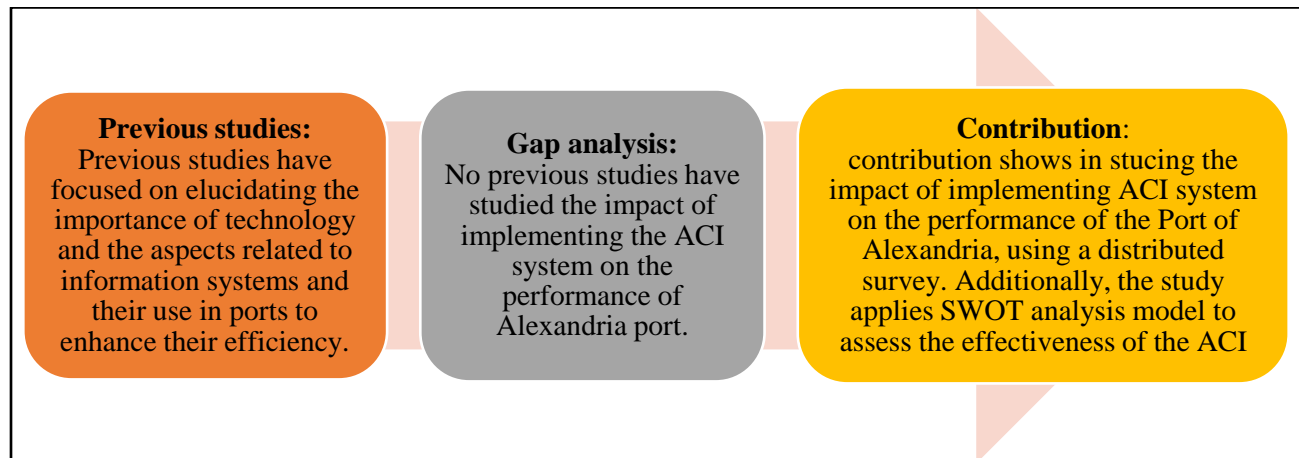 Previous studies:
Previous studies have
focused on elucidating the
importance of technology
and the aspects related to
information systems and
their use in ports to
enhance their efficiency.
Gap analysis:
No previous studies have
studied the impact of
implementing the ACI
system on the
performance of
Alexandria port.
Contribution:
contribution shows in stucing the
impact of implementing ACI system
on the performance of the Port of
Alexandria, using a distributed
survey. Additionally, the study
applies SWOT analysis model to
assess the effectiveness of the ACI